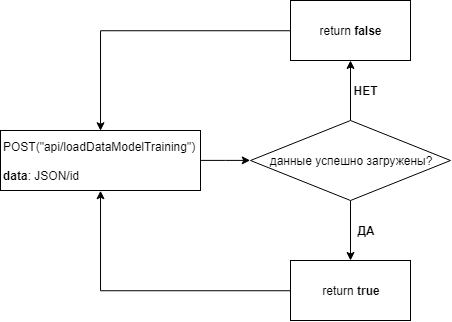 return false
НЕТ
POST("api/loadDataModelTraining")
data: JSON/id
данные успешно загружены?
ДА
return true